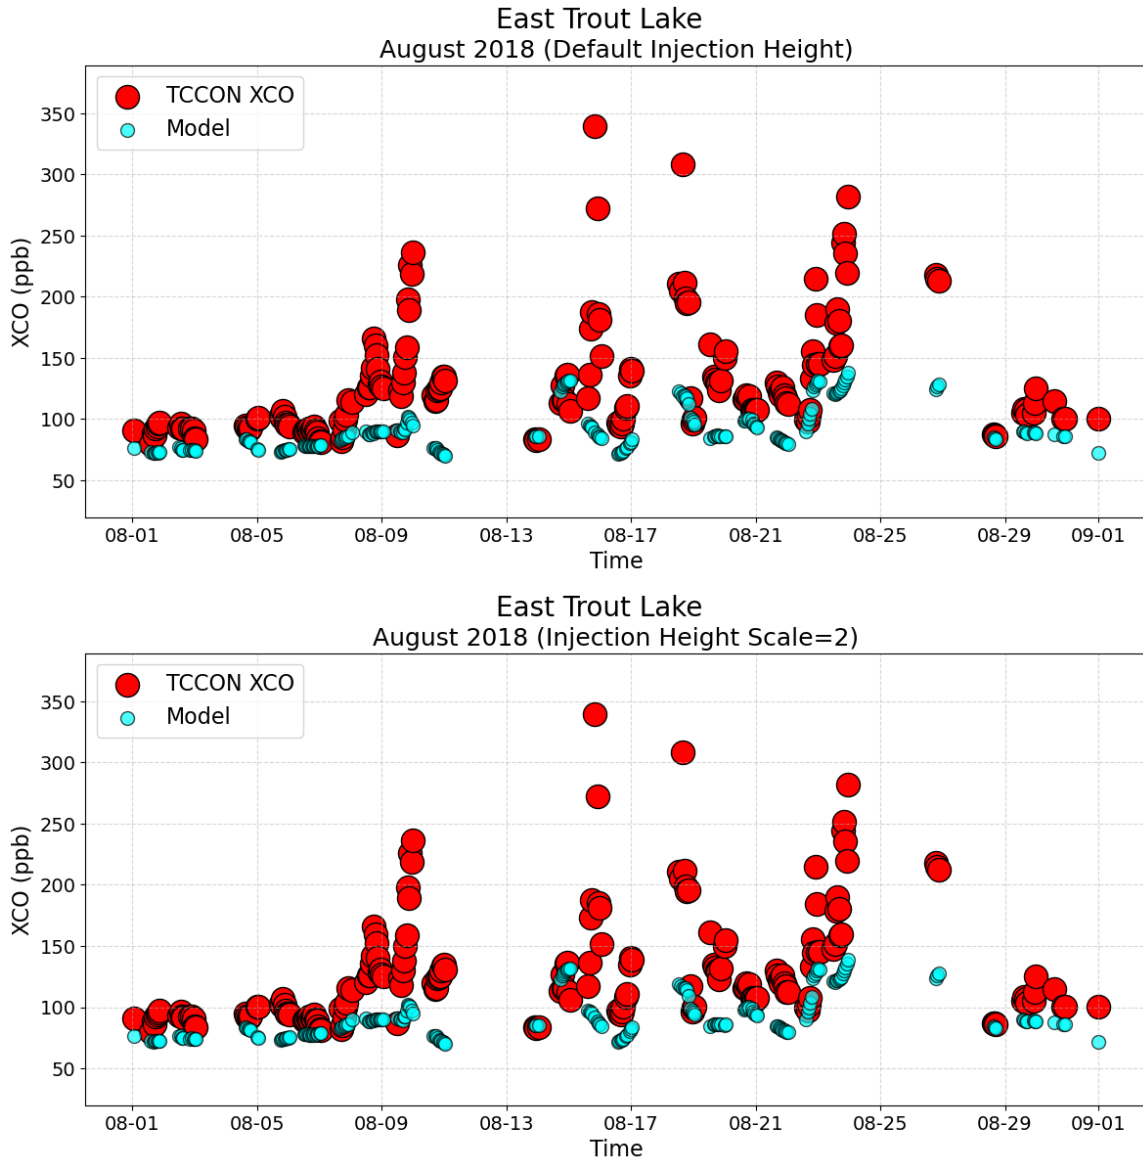 East Trout Lake
August 2018 (Default Injection Height)
TCCON XCO
Model
XCO (ppb)
350
300
250
200
150
100
50
08-01 08-05 08-09 08-13 08-17 08-21 08-25 08-29 09-01
Time
East Trout Lake
August 2018 (Injection Height Scale=2)
TCCON XCO
Model
XCO (ppb)
350
300
250
200
150
100
50
08-01 08-05 08-09 08-13 08-17 08-21 08-25 08-29 09-01
Time